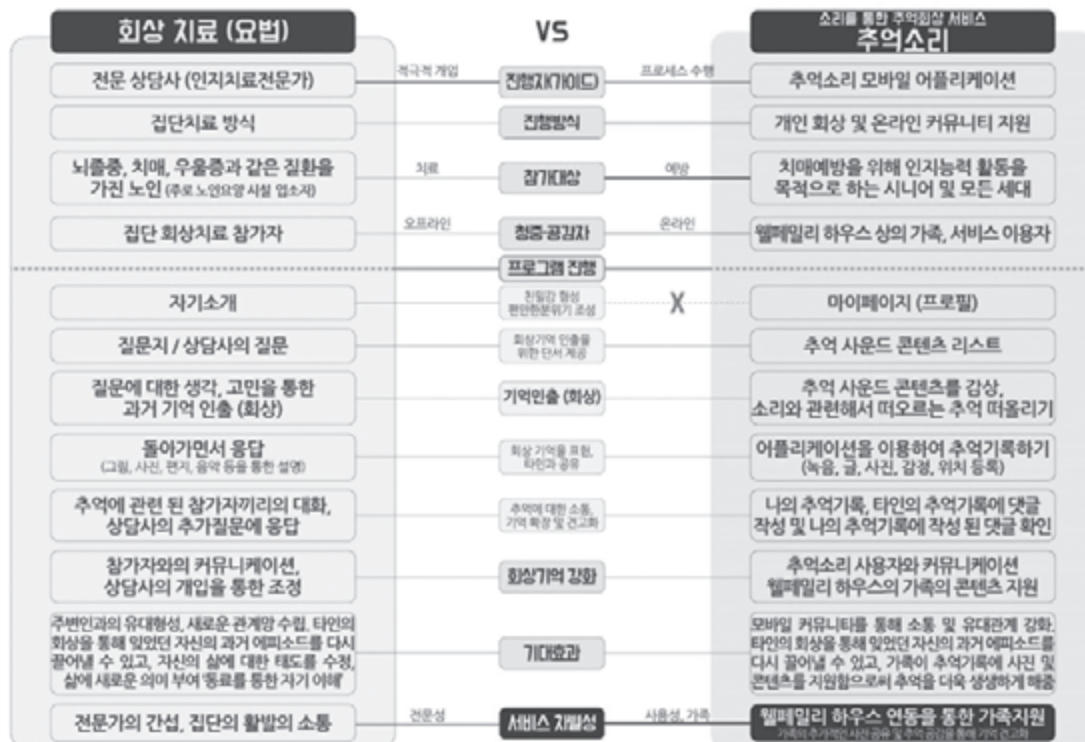 회상 치료 (요법)
VS
소리를 통한 추억회상 서비스
추억소리
전문 상담사 (인지치료전문가)
적극적 개입
진행자(가이드)
프로세스 수행
추억소리 모바일 어플리케이션
집단치료 방식
진행방식
개인 회상 및 온라인 커뮤니티 지원
뇌졸중, 치매, 우울증과 같은 질환을
가진 노인 (주로 노인요양 시설 입소자)
치료
참가대상
예방
치매예방을 위해 인지능력 활동을
목적으로 하는 시니어 및 모든 세대
집단 회상치료 참가자
오프라인
청중·공감자
온라인
웰페밀리 하우스 상의 가족, 서비스 이용자
프로그램 진행
자기소개
친밀감 형성
편안한분위기 조성
X
마이페이지 (프로필)
질문지 / 상담사의 질문
회상기억 인출을
위한 단서 제공
추억 사운드 콘텐츠 리스트
질문에 대한 생각, 고민을 통한
과거 기억 인출 (회상)
기억인출 (회상)
추억 사운드 콘텐츠를 감상,
소리와 관련해서 떠오르는 추억 떠올리기
돌아가면서 응답
(그림, 사진, 편지, 음악 등을 통한 설명)
회상 기억을 표현,
타인과 공유
어플리케이션을 이용하여 추억기록하기
(녹음, 글, 사진, 감정, 위치 등록)
추억에 관련 된 참가자끼리의 대화,
상담사의 추가질문에 응답
추억에 대한 소통,
기억 확장 및 견고화
나의 추억기록, 타인의 추억기록에 댓글
작성 및 나의 추억기록에 작성 된 댓글 확인
참가자와의 커뮤니케이션,
상담사의 개입을 통한 조정
회상기억 강화
추억소리 사용자와 커뮤니케이션
웰페밀리 하우스의 가족의 콘텐츠 지원
주변인과의 유대형성, 새로운 관계망 수립, 타인의
회상을 통해 잊었던 자신의 과거 에피소드를 다시
끌어낼 수 있고, 자신의 삶에 대한 태도를 수정,
삶에 새로운 의미 부여 '동료를 통한 자기 이해'
기대효과
모바일 커뮤니티를 통해 소통 및 유대관계 강화,
타인의 회상을 통해 잊었던 자신의 과거 에피소드를
다시 끌어낼 수 있고, 가족이 추억기록에 사진 및
콘텐츠를 지원함으로써 추억을 더욱 생생하게 해줌
전문가의 간섭, 집단의 활발의 소통
전문성
서비스 차별성
사용성, 가족
웰페밀리 하우스 연동을 통한 가족지원
가족의 추가적인 사진 공유 및 추억 공감을 통해 기억 견고화